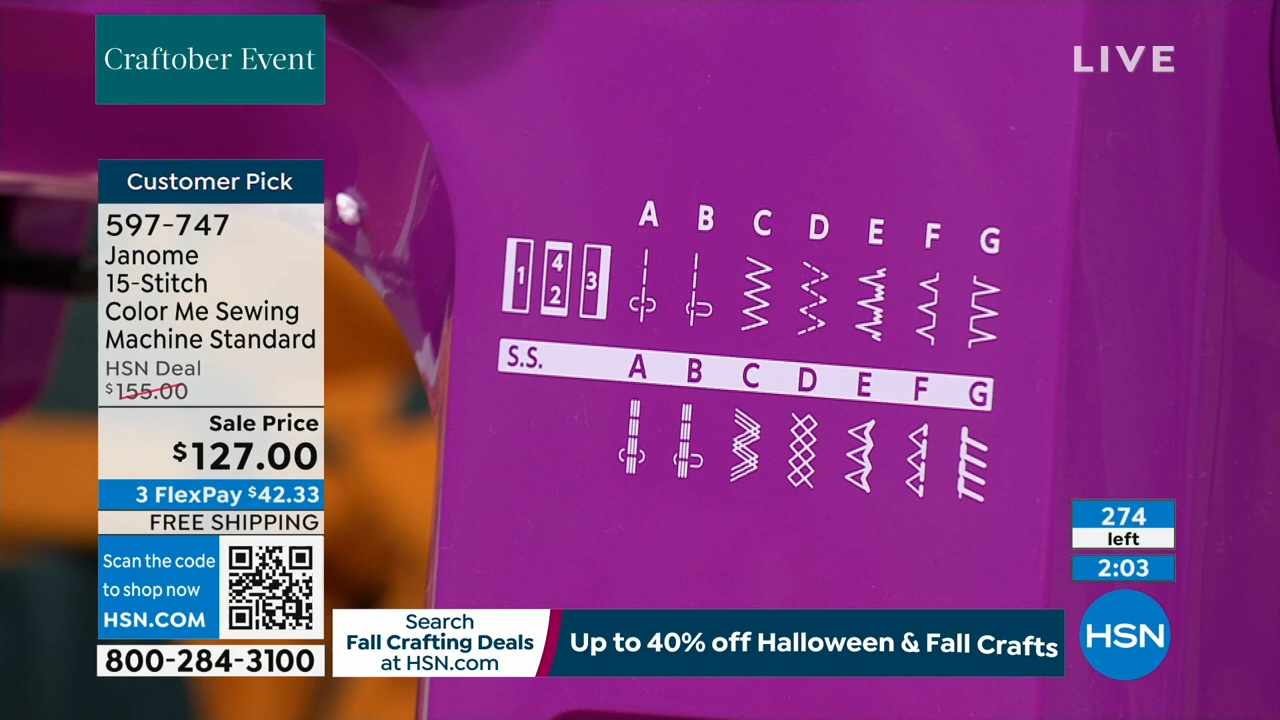 Craftober Event
LIVE
Customer Pick
597-747
Janome
15-Stitch
Color Me Sewing
Machine Standard
HSN Deal
$155.00
Sale Price
$127.00
3 FlexPay $42.33
FREE SHIPPING
Scan the code
to shop now
HSN.COM
800-284-3100
A B C D E F G
1 4 2 3
S.S. A B C D E F G
274
left
2:03
HSN
Search
Fall Crafting Deals
at HSN.com
Up to 40% off Halloween & Fall Crafts